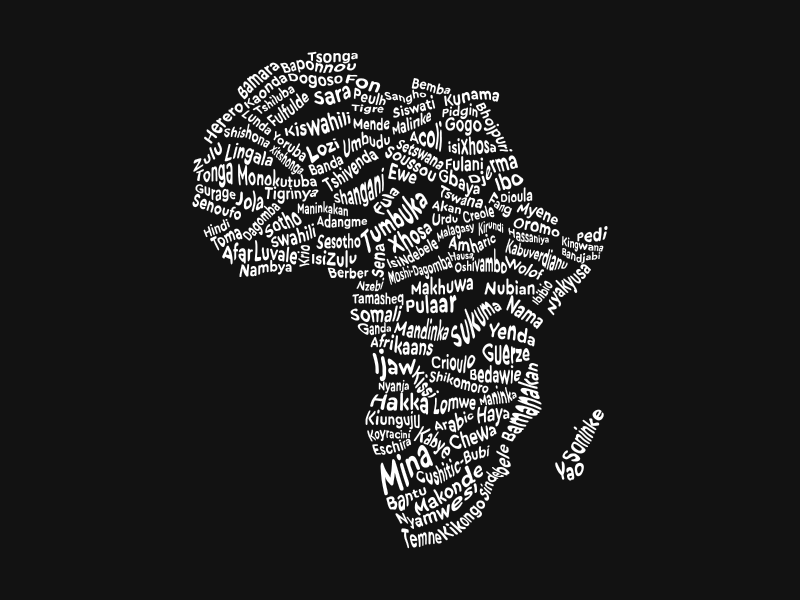 Tsonga
Baponnou
Bamara
Kaonda
Dogoso
Fon
Bemba
Tshiluba
Sara
Peulh
Sangho
Kunama
Herero
Fulfulde
Tigre
Siswati
Pidgin
Bhojpuri
Lunda
Kiswahili
Mende
Malinke
Gogo
Shishona
Yoruba
Lozi
Umbudu
Acoli
isiXhosa
Zulu
Lingala
Xitshonga
Banda
Tshivenda
Setswana
Soussou
Fulani
Djerma
Tonga
Monokutuba
Ewe
Gbaya
Ibo
Gurage
Jola
Tigrinya
shangani
Fula
Tswana
Dioula
Senoufo
Dagomba
Maninkakan
Tumbuka
Akan
Fang
Myene
Hindi
Sotho
Adangme
Urdu
Creole
Oromo
Pedi
Toma
swahili
Sesotho
Xhosa
Malagasy
Kirundi
Hassaniya
Kingwana
Afar
Luvale
Krio
IsiZulu
Sena
IsiNdebele
Amharic
Kabuverdianu
Bandjabi
Nambya
Berber
Moshi-Dagomba
Hausa
Oshivambo
Wolof
Nyakyusa
Nzebi
Makhuwa
Nubian
Ibibio
Tamasheq
Pulaar
Nama
Somali
Sukuma
Ganda
Mandinka
Yenda
Afrikaans
Guerze
Ijaw
Crioulo
Bedawie
Nyanja
Kissi
Shikomoro
Bamanakan
Hakka
Lomwe
Maninka
Kiunguju
Arabic
Haya
Soninke
Koyracini
Kabye
Chewa
Eschira
Yao
Mina
Cushitic-Bubi
Sindebele
Bantu
Makonde
Nyamwesi
Kikongo
Temne